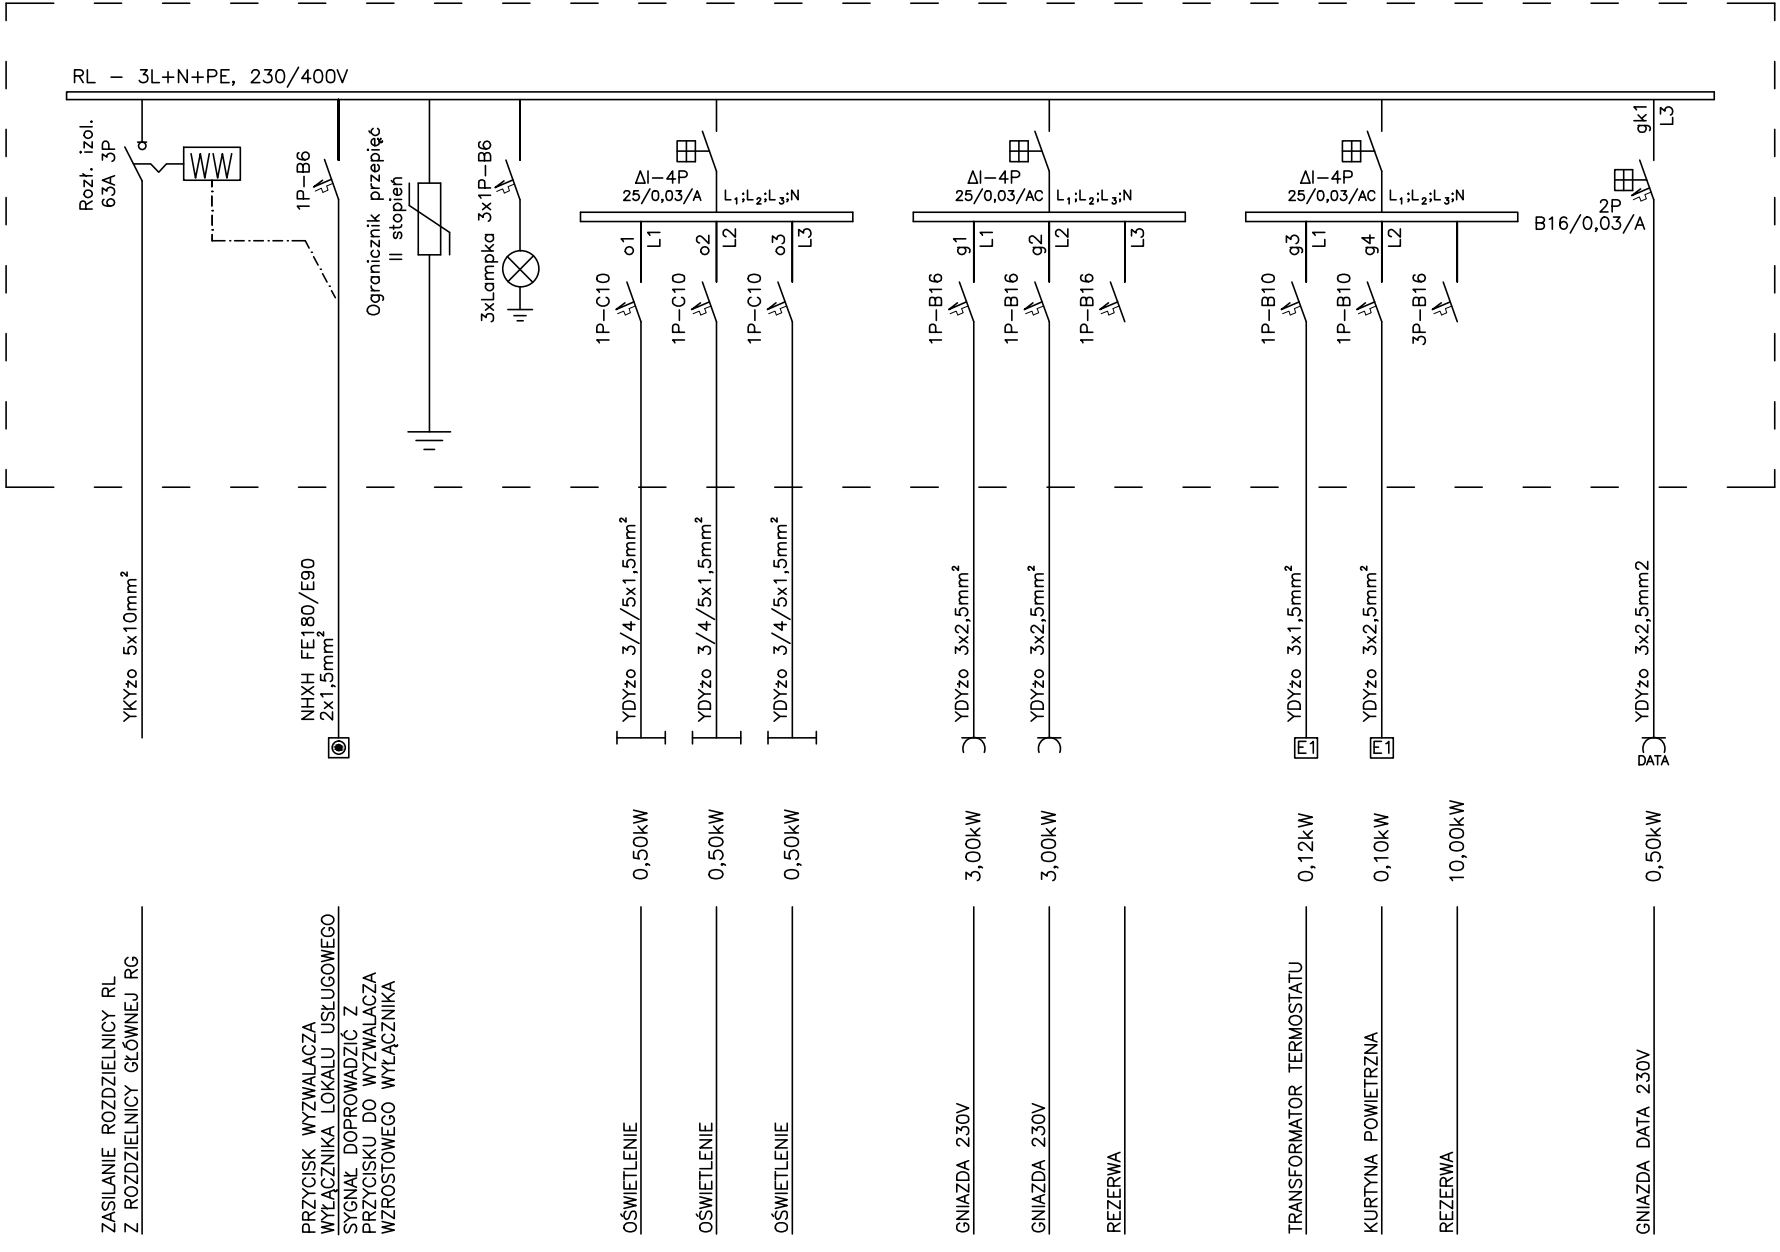 RL – 3L+N+PE, 230/400V
Rozł. izol.
63A 3P
1P-B6
Ogranicznik przepięć
II stopien
3xLampka 3x1P-B6
ΔI-4P
25/0,03/A
L₁;L₂;L₃;N
ΔI-4P
25/0,03/AC
L₁;L₂;L₃;N
ΔI-4P
25/0,03/AC
L₁;L₂;L₃;N
gk1
L3
2P
B16/0,03/A
o1
L1
o2
L2
o3
L3
g1
L1
g2
L2
L3
g3
L1
g4
L2
1P-C10
1P-C10
1P-C10
1P-B16
1P-B16
1P-B16
1P-B10
1P-B10
3P-B16
YKYżo 5x10mm²
NHXH FE180/E90
2x1,5mm²
YDYżo 3/4/5x1,5mm²
YDYżo 3/4/5x1,5mm²
YDYżo 3/4/5x1,5mm²
YDYżo 3x2,5mm²
YDYżo 3x2,5mm²
YDYżo 3x1,5mm²
YDYżo 3x2,5mm²
YDYżo 3x2,5mm2
E1
E1
DATA
0,50kW
0,50kW
0,50kW
3,00kW
3,00kW
0,12kW
0,10kW
10,00kW
0,50kW
ZASILANIE ROZDZIELNICY RL
Z ROZDZIELNICY GŁÓWNEJ RG
PRZYCISK WYZWALACZA
WYŁĄCZNIKA LOKALU USŁUGOWEGO
SYGNAŁ DOPROWADZIĆ Z
PRZYCISKU DO WYZWALACZA
WZROSTOWEGO WYŁĄCZNIKA
OŚWIETLENIE
OŚWIETLENIE
OŚWIETLENIE
GNIAZDA 230V
GNIAZDA 230V
REZERWA
TRANSFORMATOR TERMOSTATU
KURTYNA POWIETRZNA
REZERWA
GNIAZDA DATA 230V